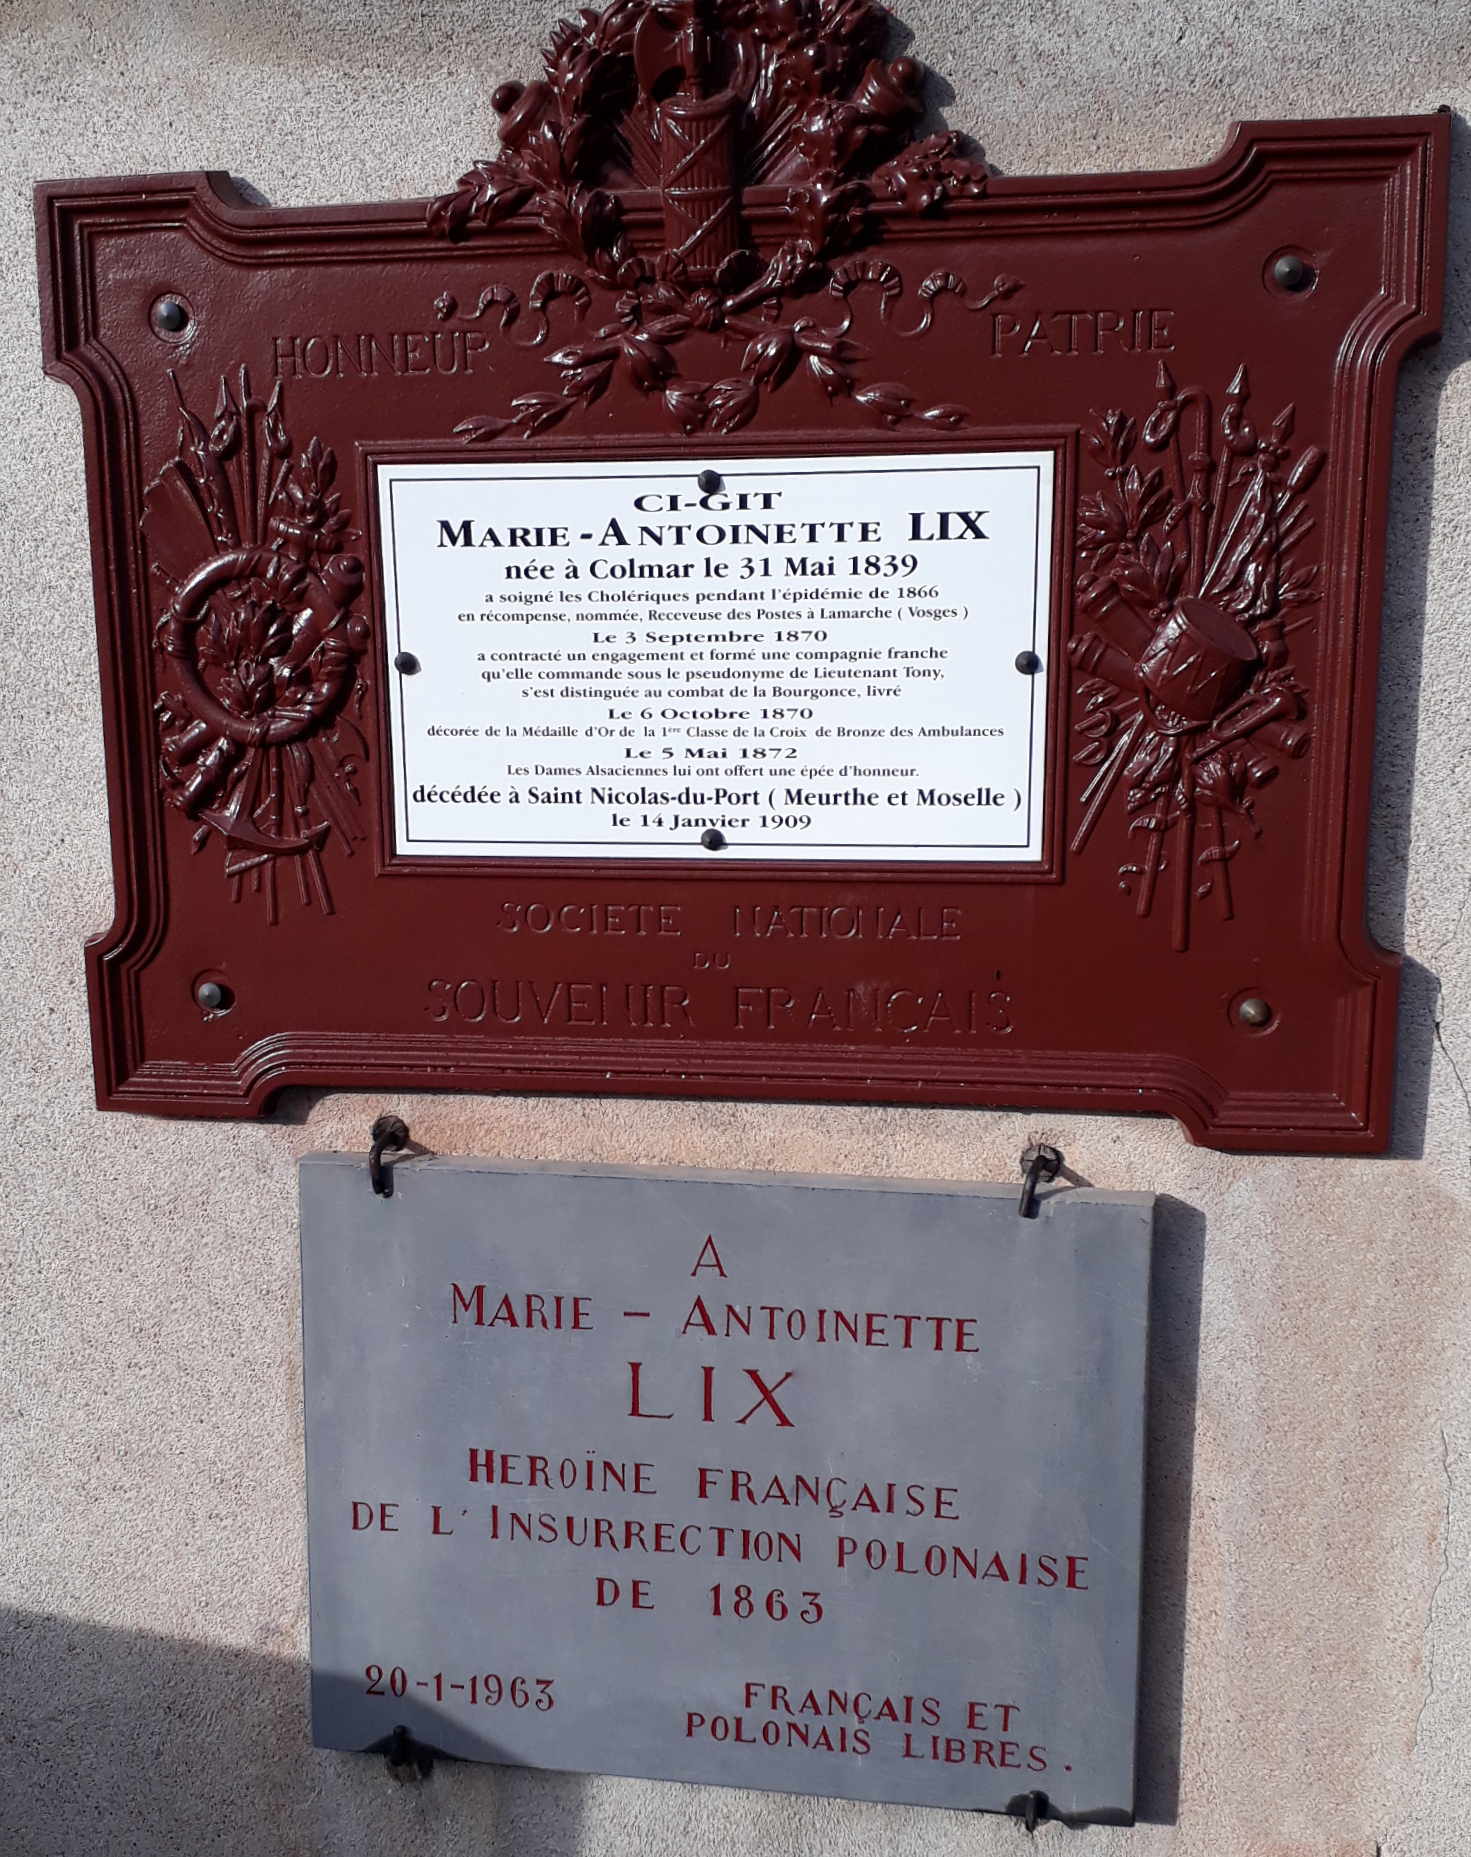 HONNEUR PATRIE
CI-GIT
MARIE-ANTOINETTE LIX
née à Colmar le 31 Mai 1839
a soigné les Cholériques pendant l'épidémie de 1866
en récompense, nommée, Receveuse des Postes à Lamarche ( Vosges )
Le 3 Septembre 1870
a contracté un engagement et formé une compagnie franche
qu'elle commande sous le pseudonyme de Lieutenant Tony,
s'est distinguée au combat de la Bourgonce, livré
Le 6 Octobre 1870
décorée de la Médaille d'Or de la 1ère Classe de la Croix de Bronze des Ambulances
Le 5 Mai 1872
Les Dames Alsaciennes lui ont offert une épée d'honneur.
décédée à Saint Nicolas-du-Port ( Meurthe et Moselle )
le 14 Janvier 1909
SOCIETE NATIONALE
DU
SOUVENIR FRANÇAIS
A
MARIE - ANTOINETTE
LIX
HEROÏNE FRANÇAISE
DE L'INSURRECTION POLONAISE
DE 1863
20-1-1963
FRANÇAIS ET
POLONAIS LIBRES.